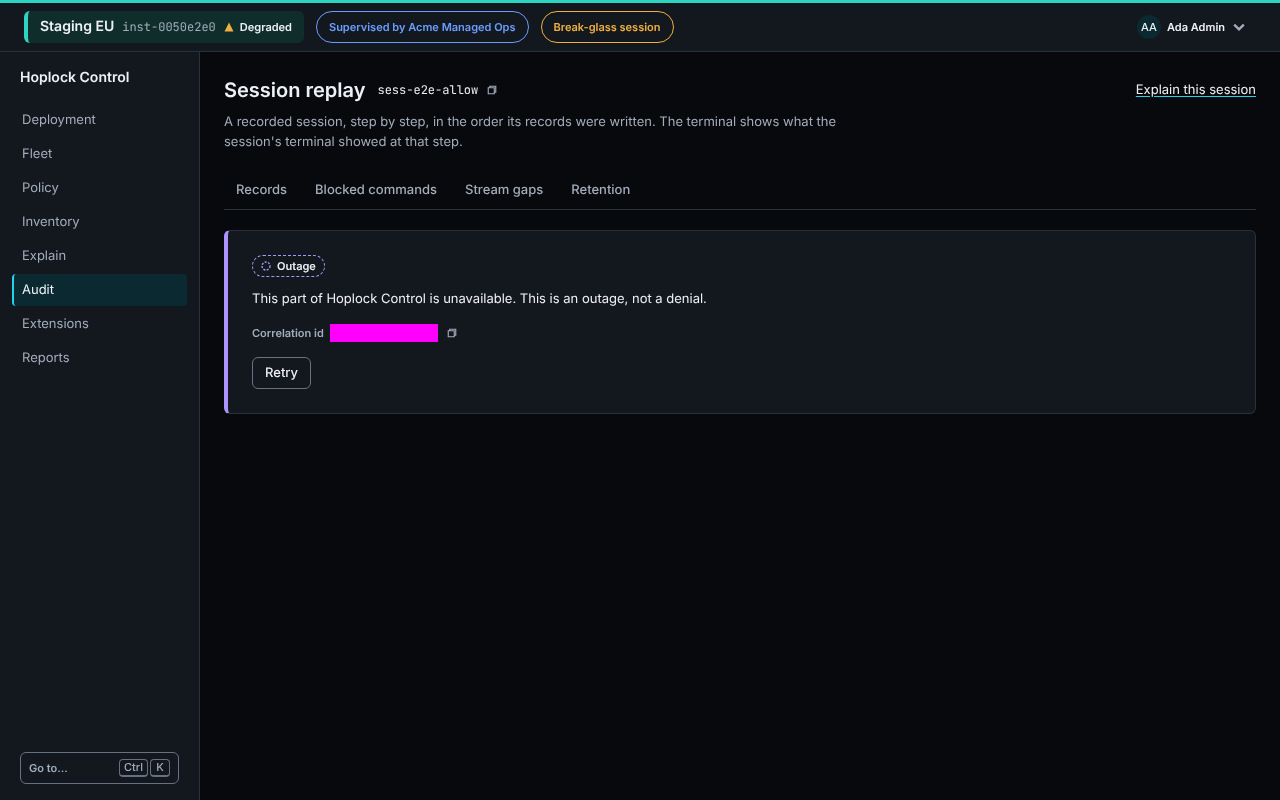 Staging EU inst-0050e2e0 Degraded
Supervised by Acme Managed Ops
Break-glass session
AA Ada Admin
Hoplock Control
Deployment
Fleet
Policy
Inventory
Explain
Audit
Extensions
Reports
Go to... Ctrl K
Session replay sess-e2e-allow
Explain this session
A recorded session, step by step, in the order its records were written. The terminal shows what the
session's terminal showed at that step.
Records Blocked commands Stream gaps Retention
Outage
This part of Hoplock Control is unavailable. This is an outage, not a denial.
Correlation id
Retry